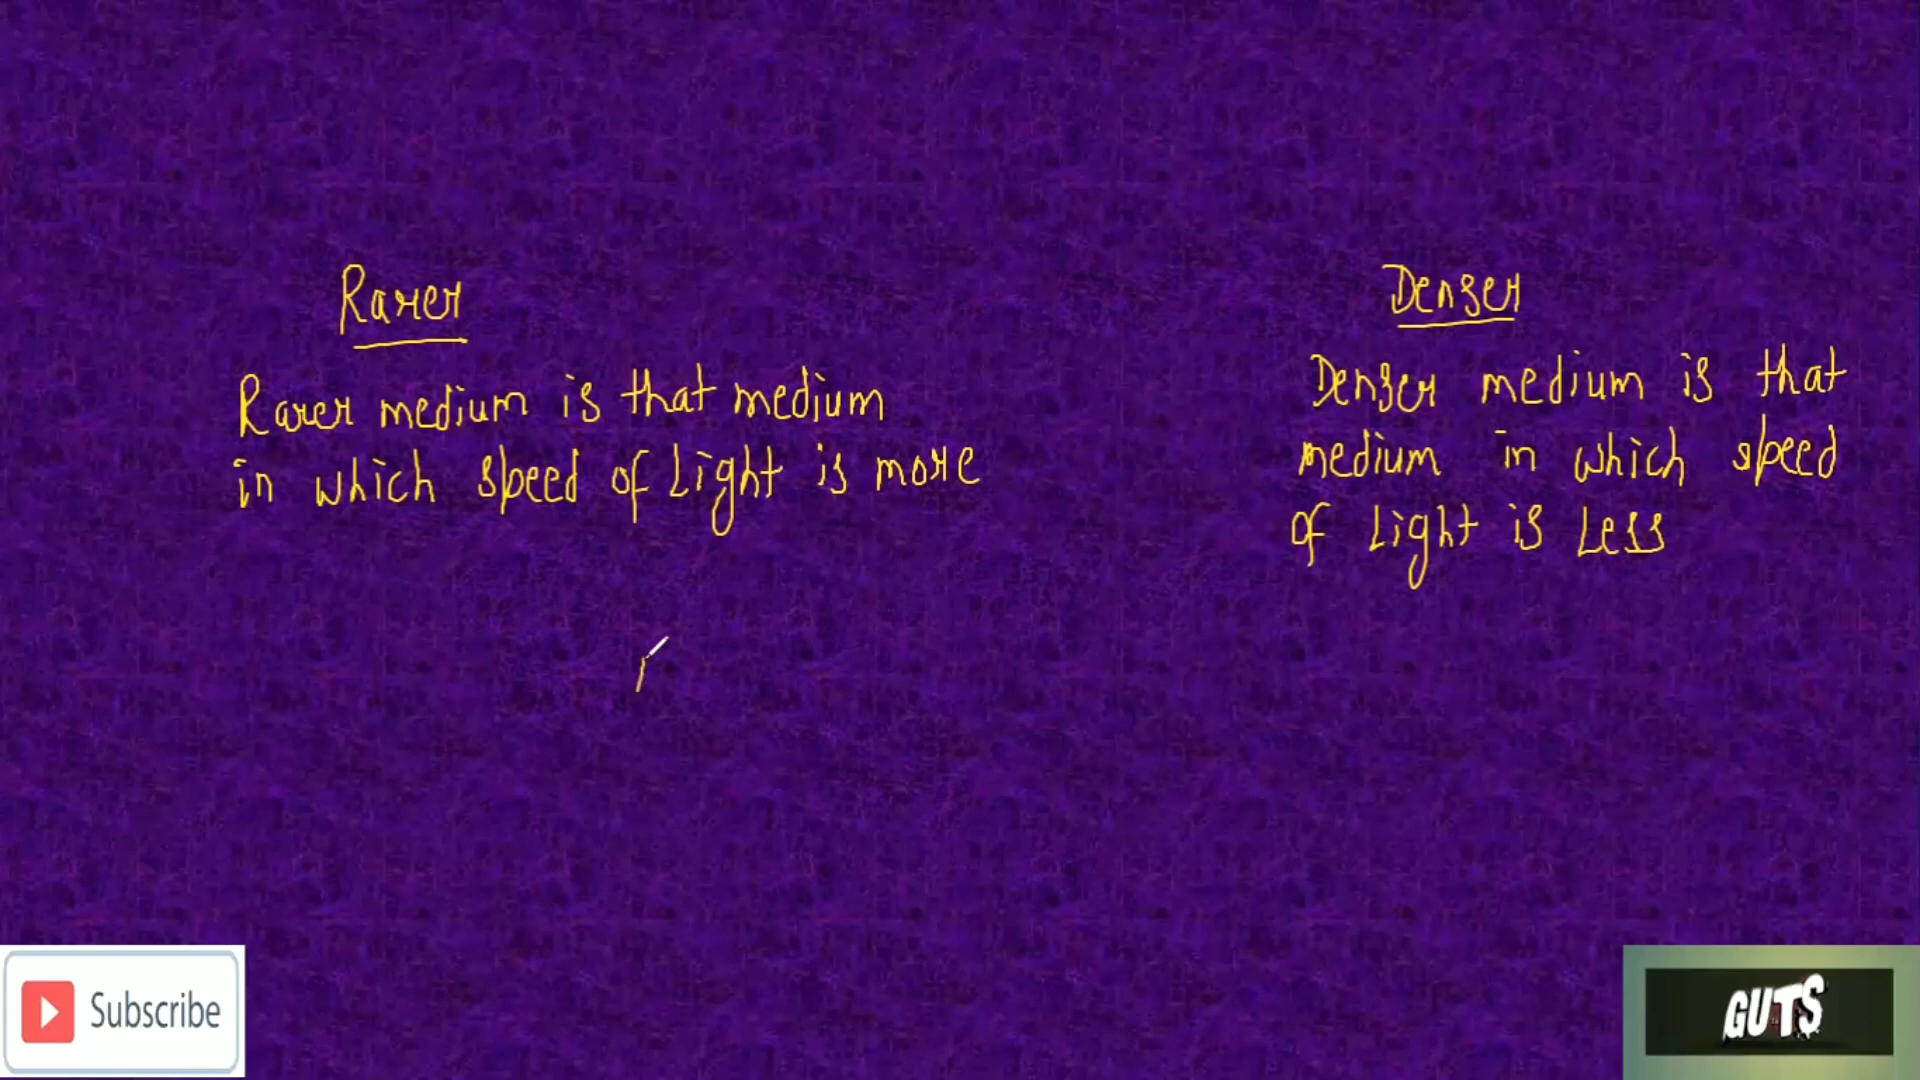 Rarer
Rarer medium is that medium
in which speed of Light is more
Denser
Denser medium is that
medium in which speed
of Light is Less
Subscribe
GUTS